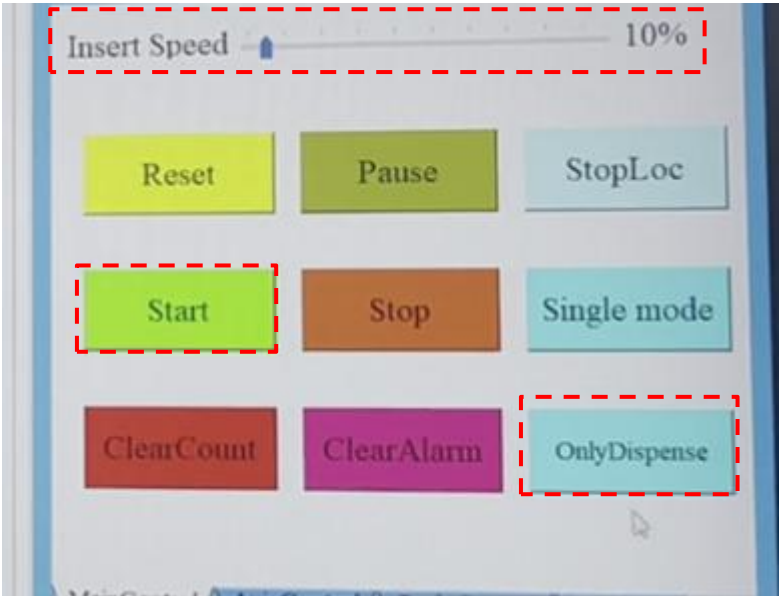 Insert Speed 10%
Reset Pause StopLoc
Start Stop Single mode
ClearCount ClearAlarm OnlyDispense